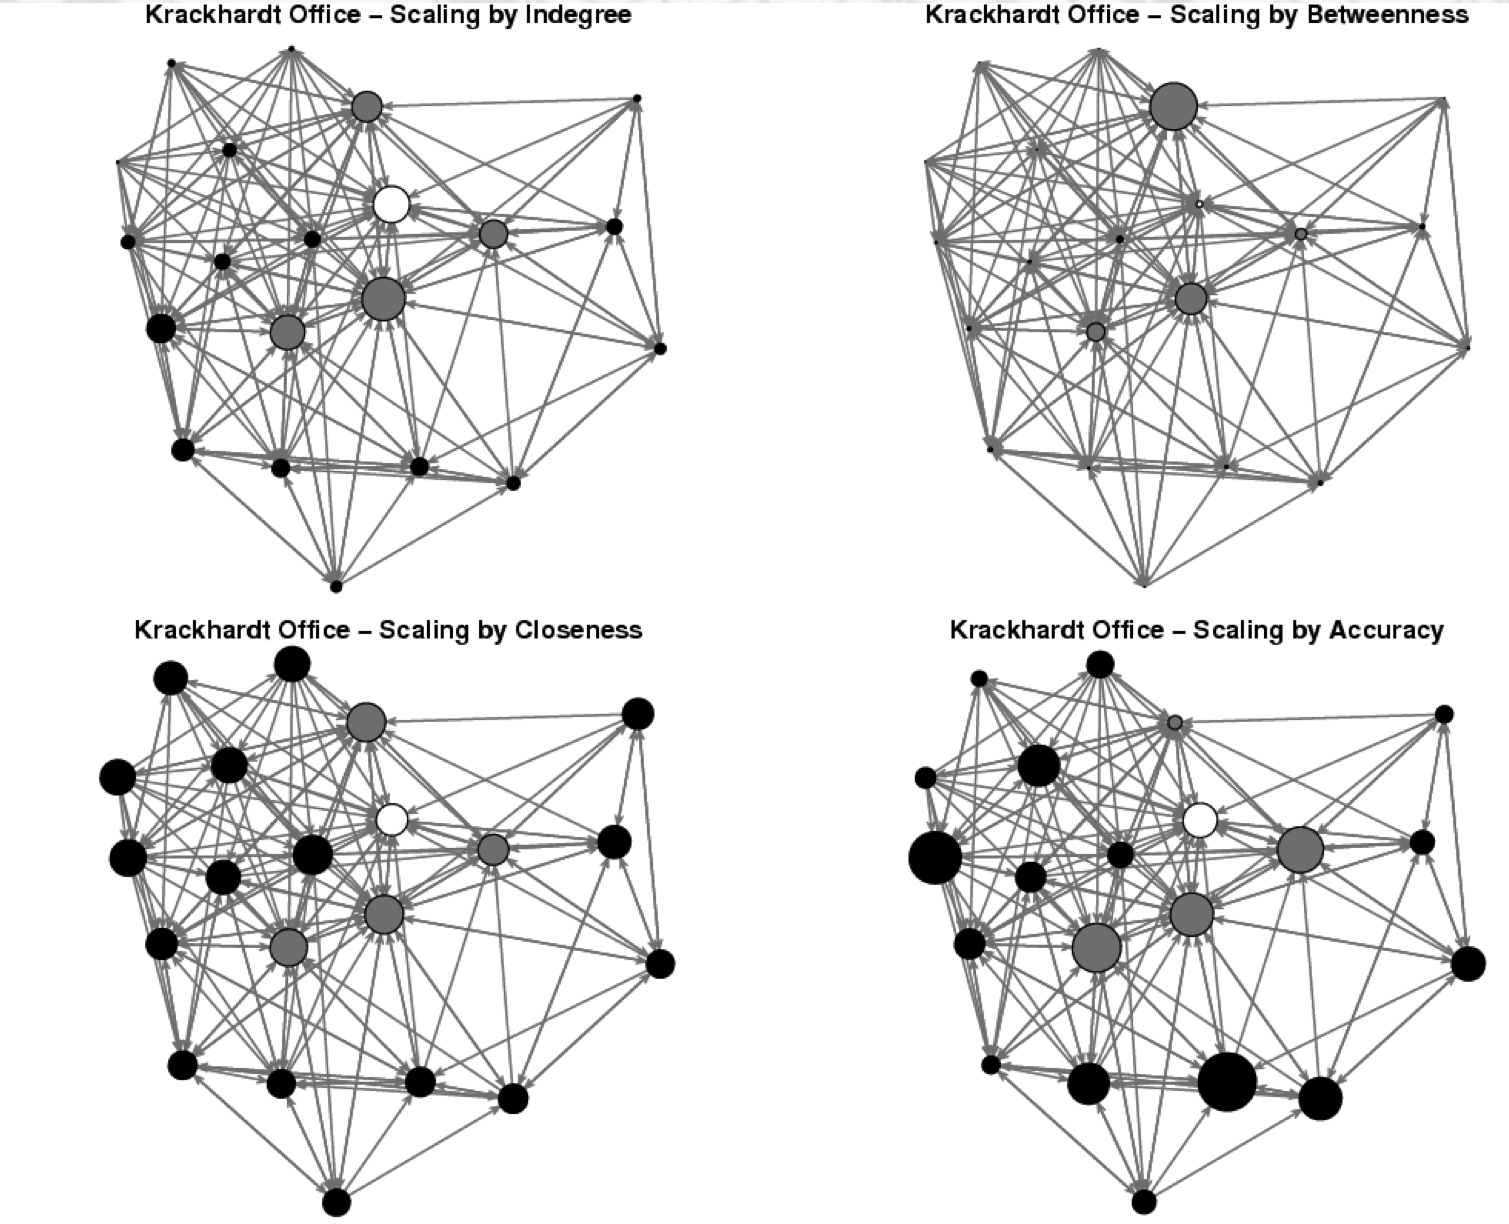 Krackhardt Office – Scaling by Indegree
Krackhardt Office – Scaling by Betweenness
Krackhardt Office – Scaling by Closeness
Krackhardt Office – Scaling by Accuracy